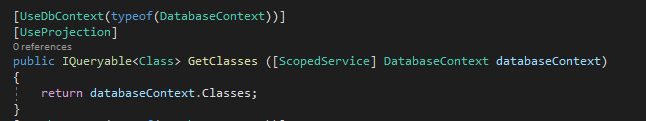 [UseDbContext(typeof(DatabaseContext))]
[UseProjection]
0 references
public IQueryable<Class> GetClasses ([ScopedService] DatabaseContext databaseContext)
{
return databaseContext.Classes;
}